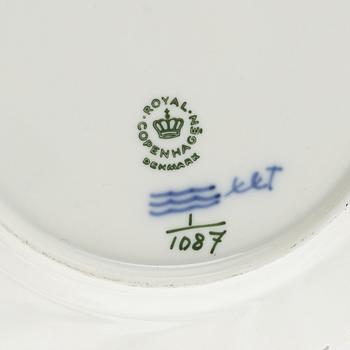 ROYAL
COPENHAGEN
DENMARK
1
1087